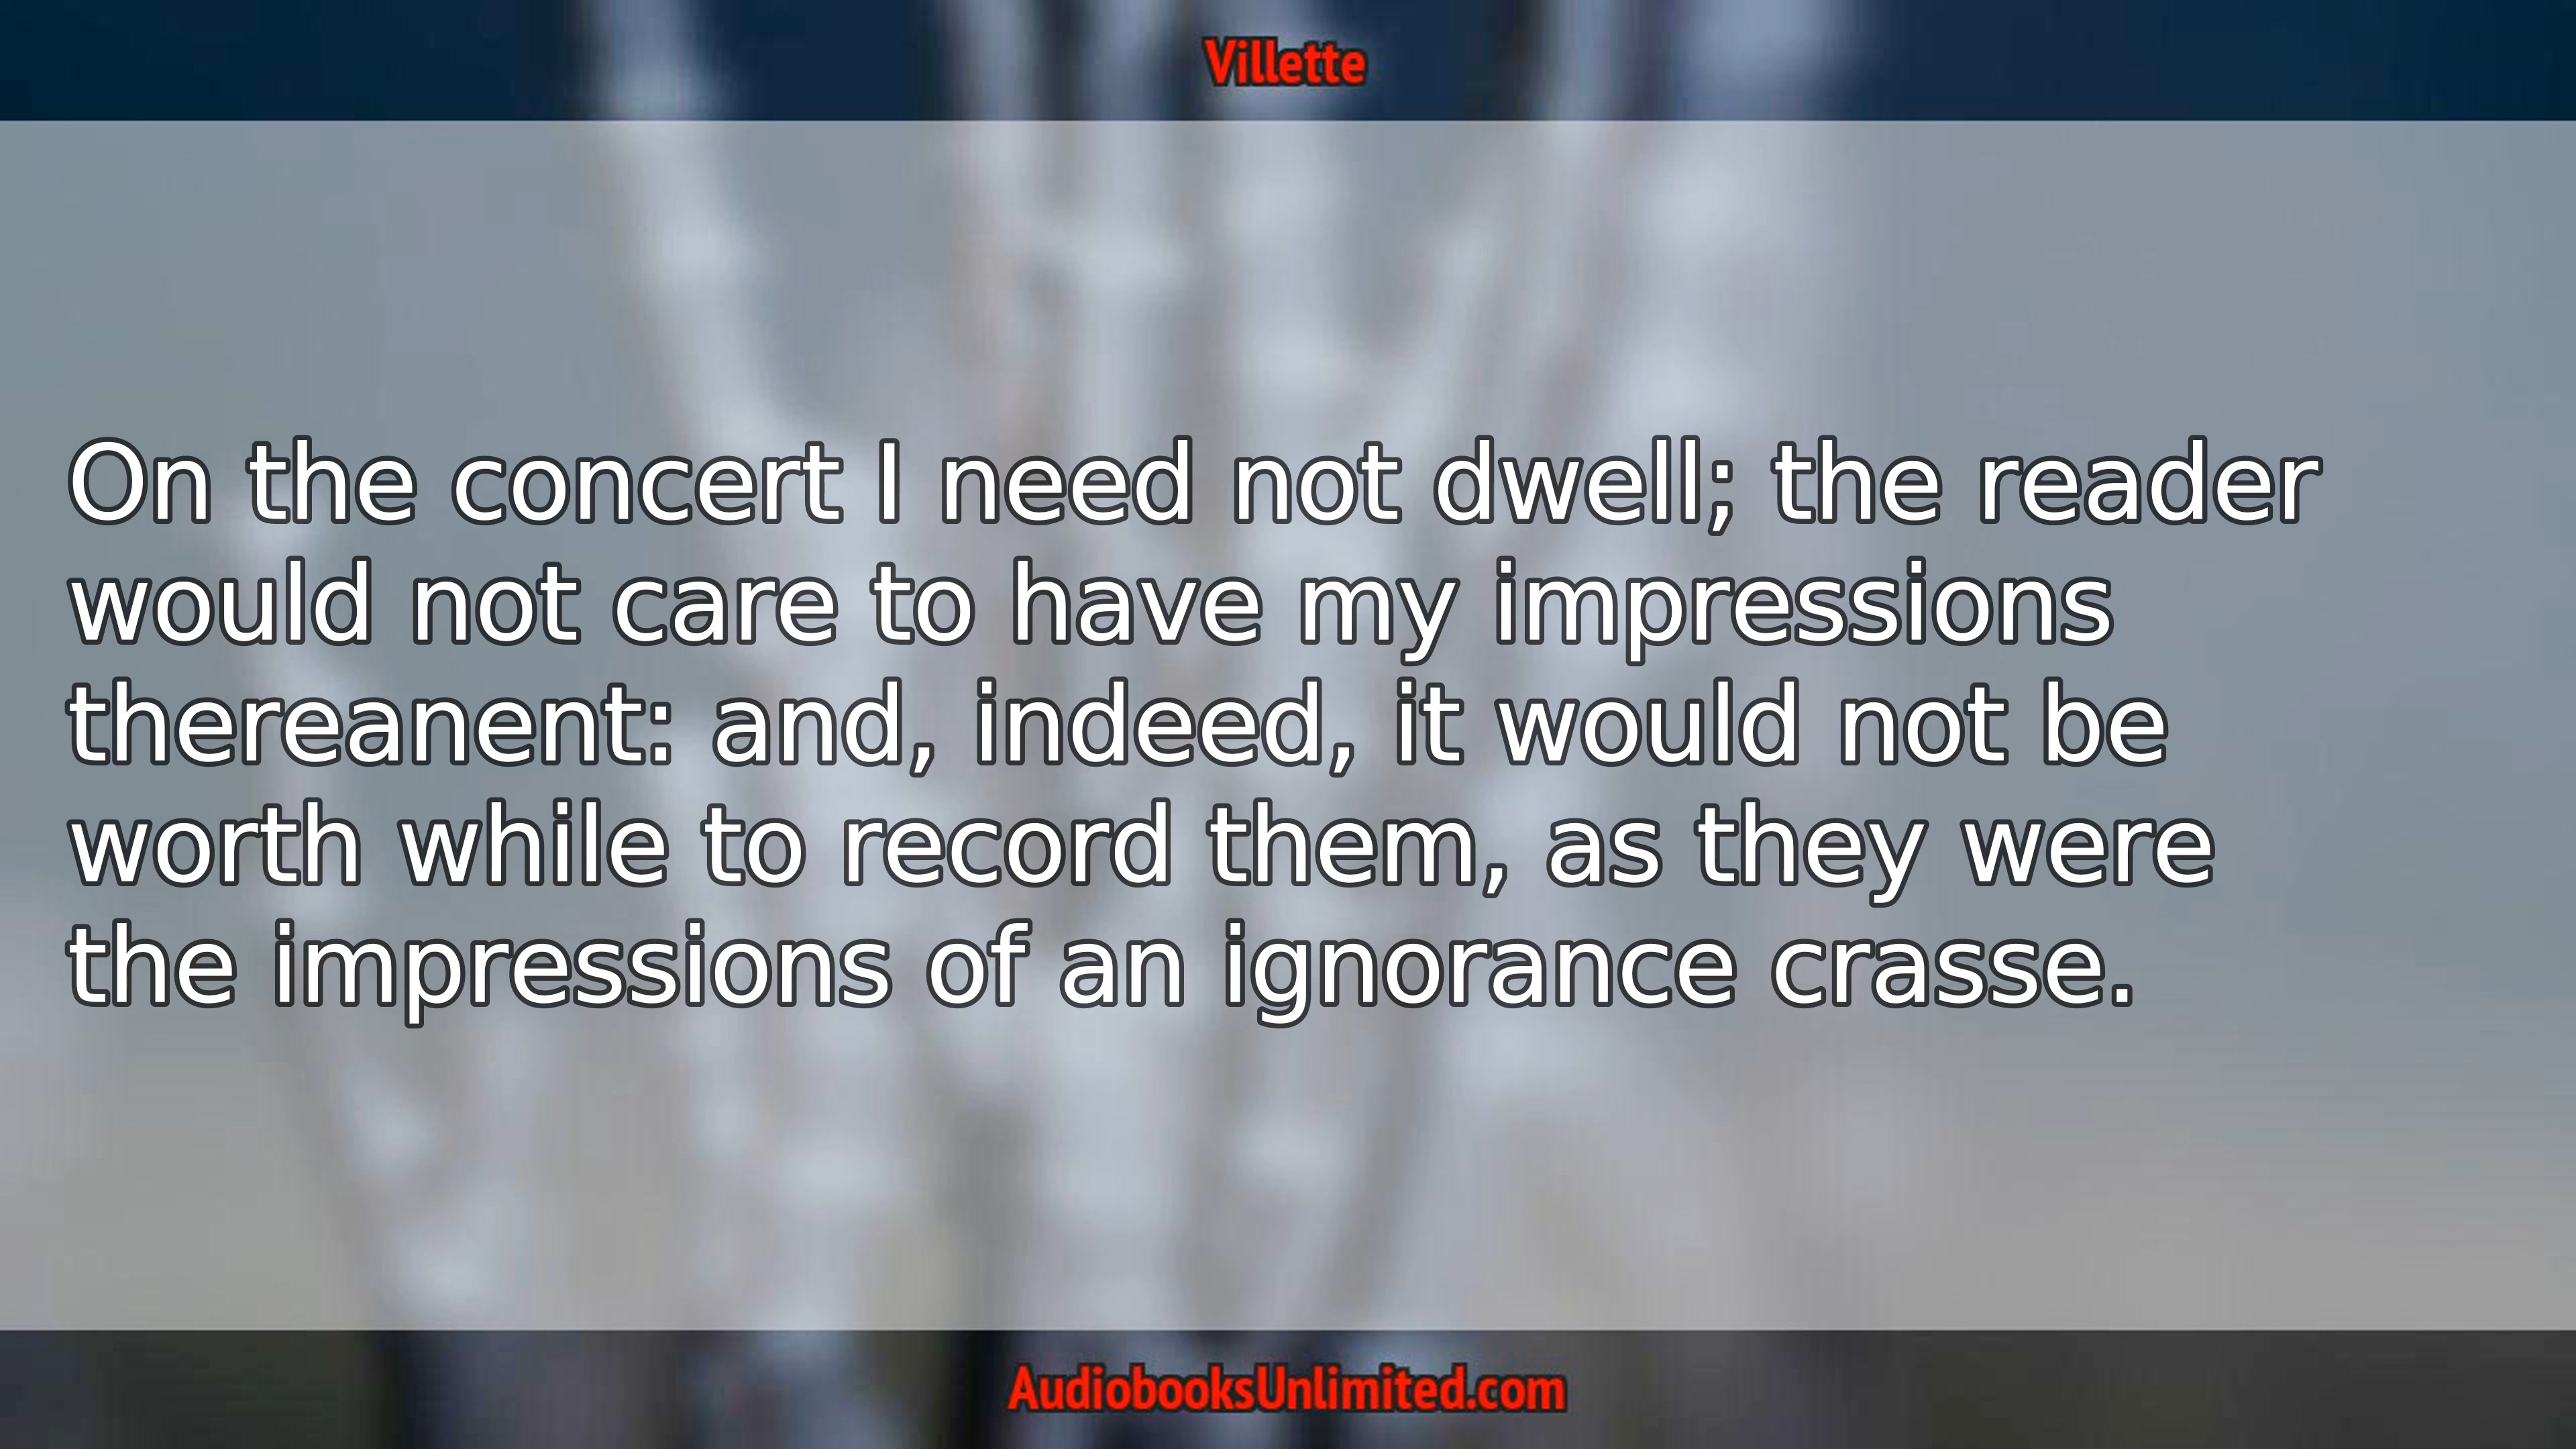 Villette
On the concert I need not dwell; the reader
would not care to have my impressions
thereanent: and, indeed, it would not be
worth while to record them, as they were
the impressions of an ignorance crasse.
AudiobooksUnlimited.com